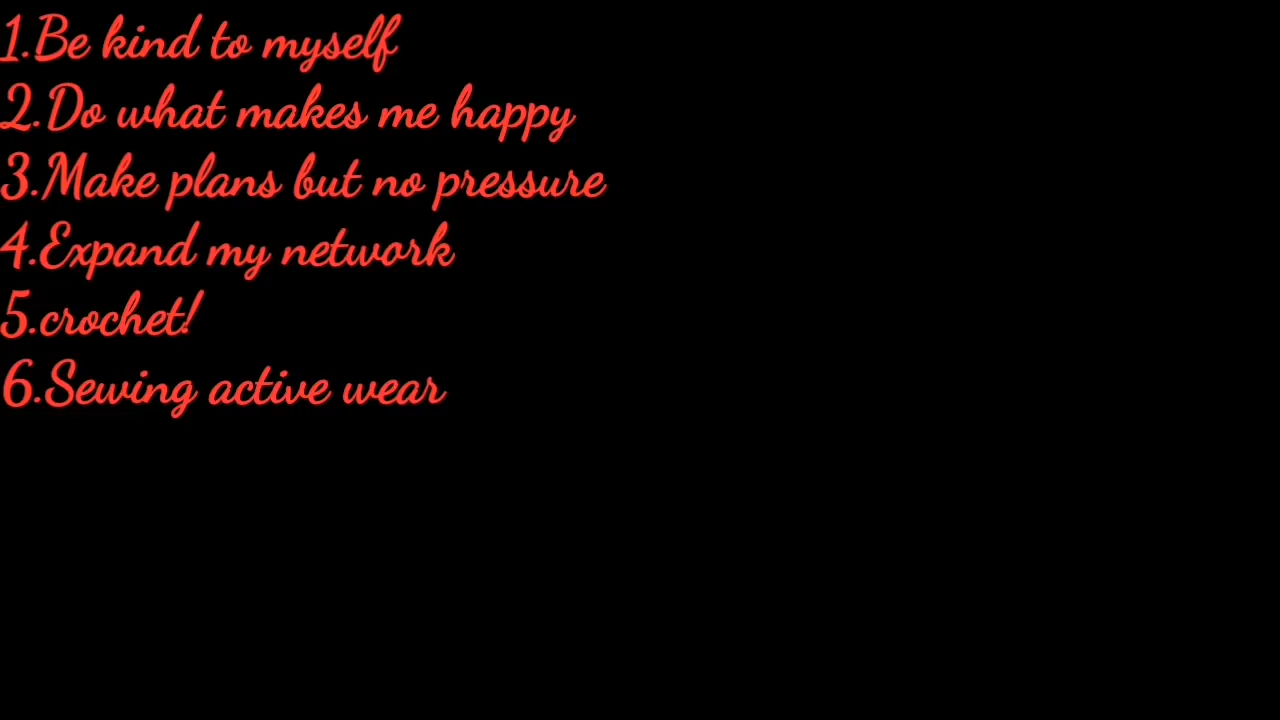 1.Be kind to myself
2.Do what makes me happy
3.Make plans but no pressure
4.Expand my network
5.crochet!
6.Sewing active wear